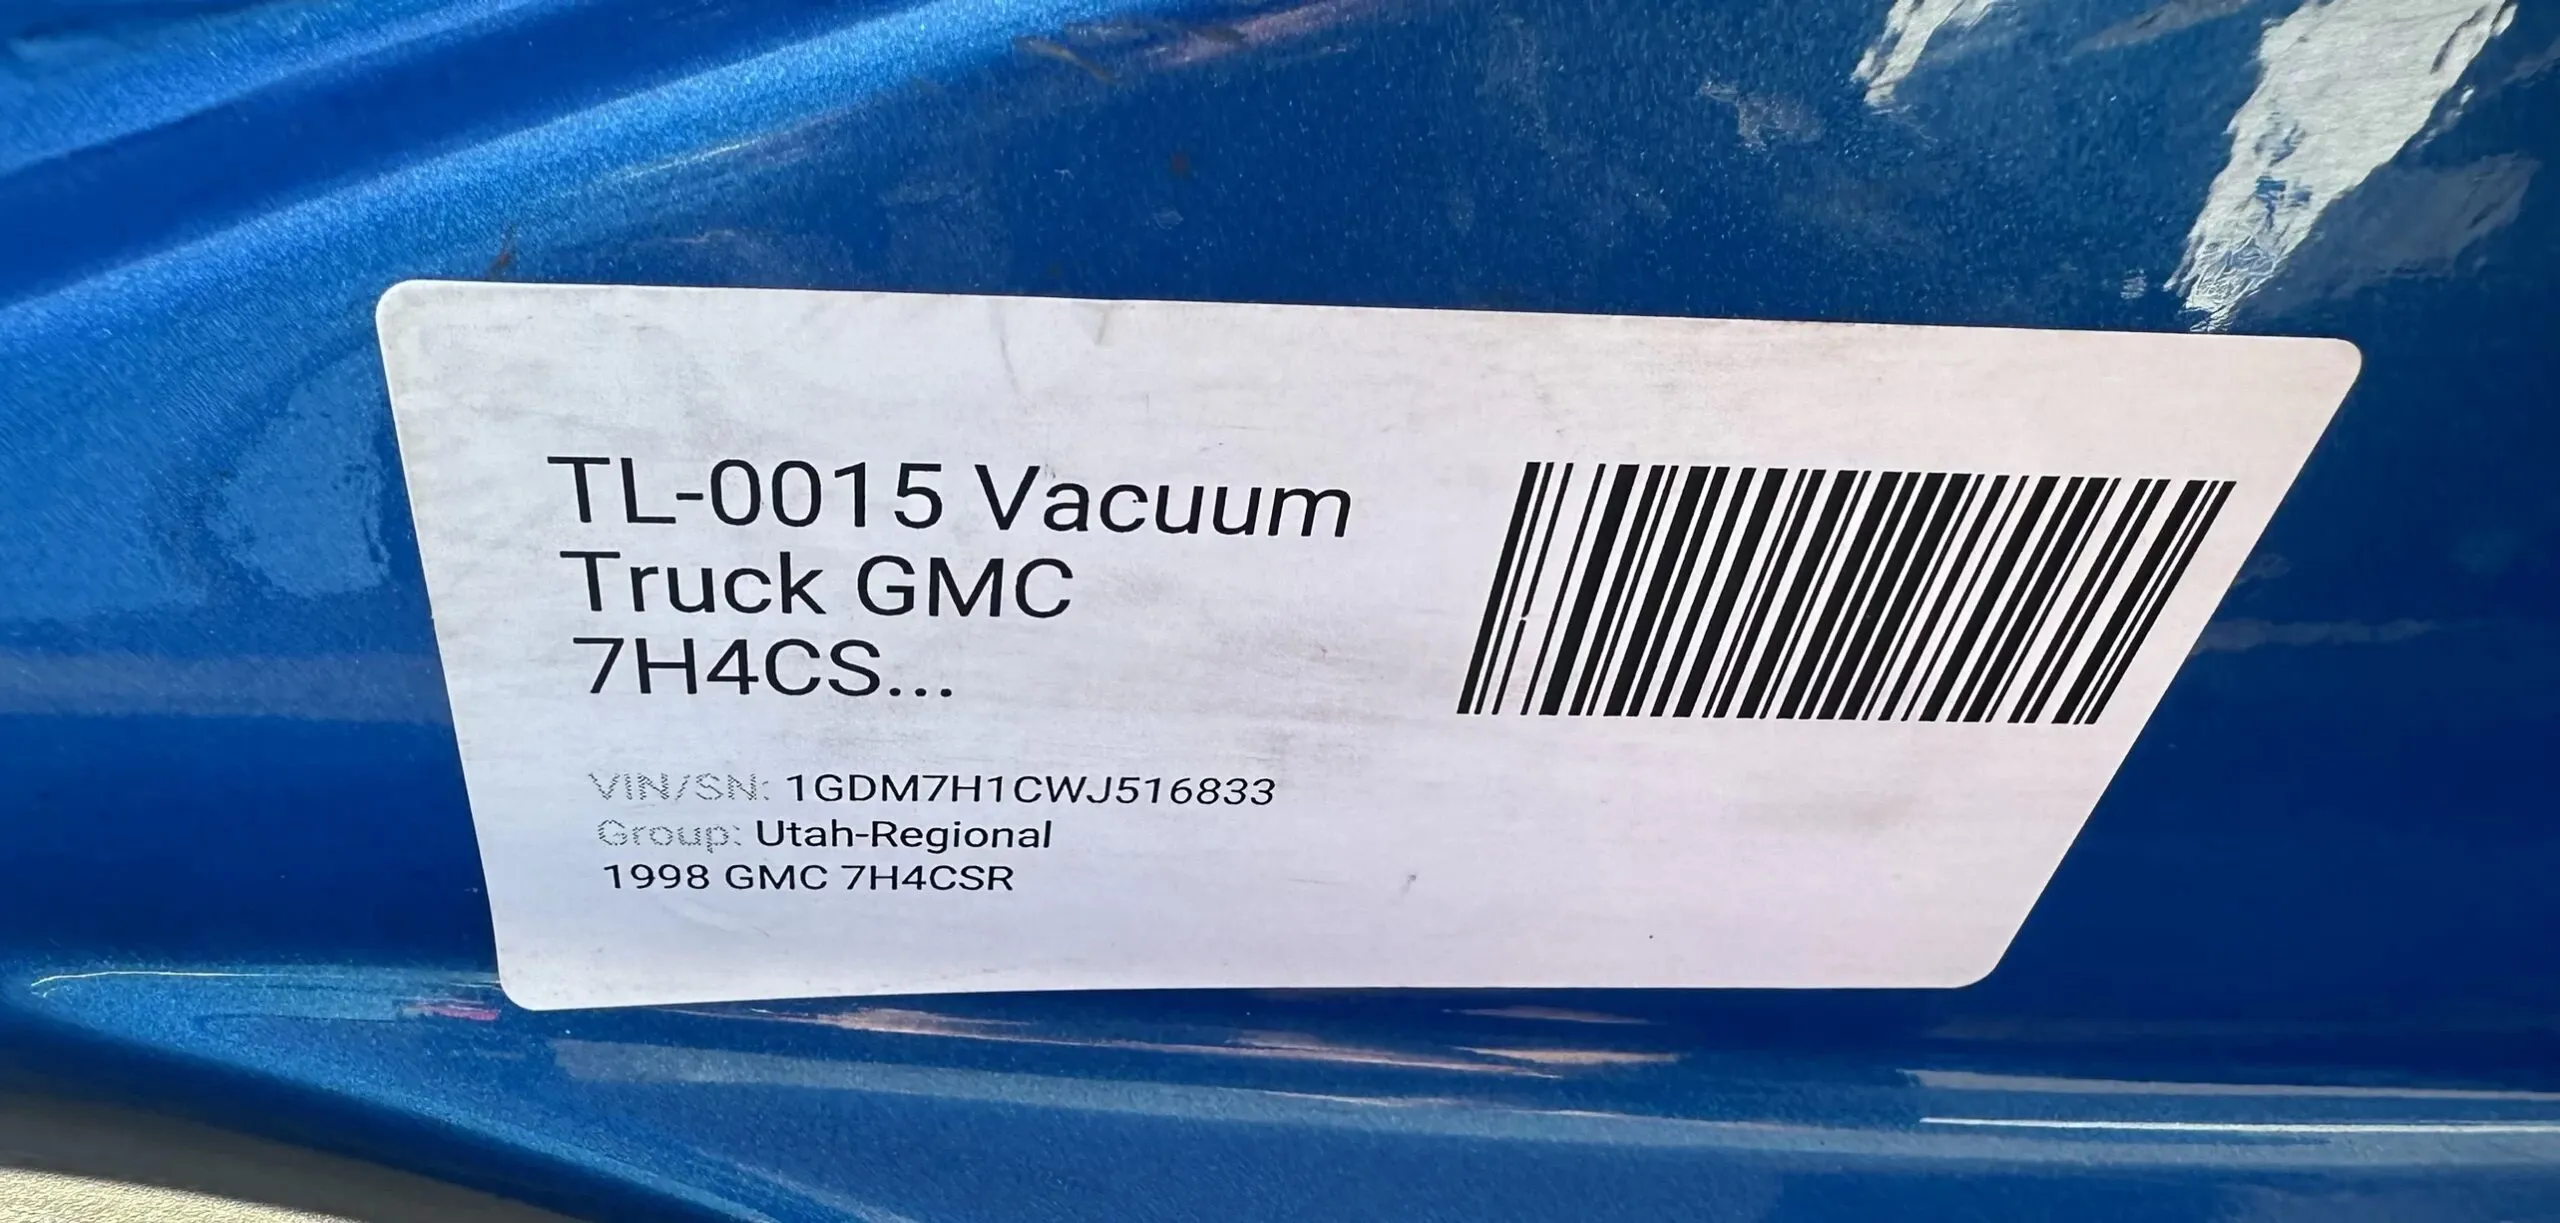 TL-0015 Vacuum
Truck GMC
7H4CS...
VIN/SN: 1GDM7H1CWJ516833
Group: Utah-Regional
1998 GMC 7H4CSR